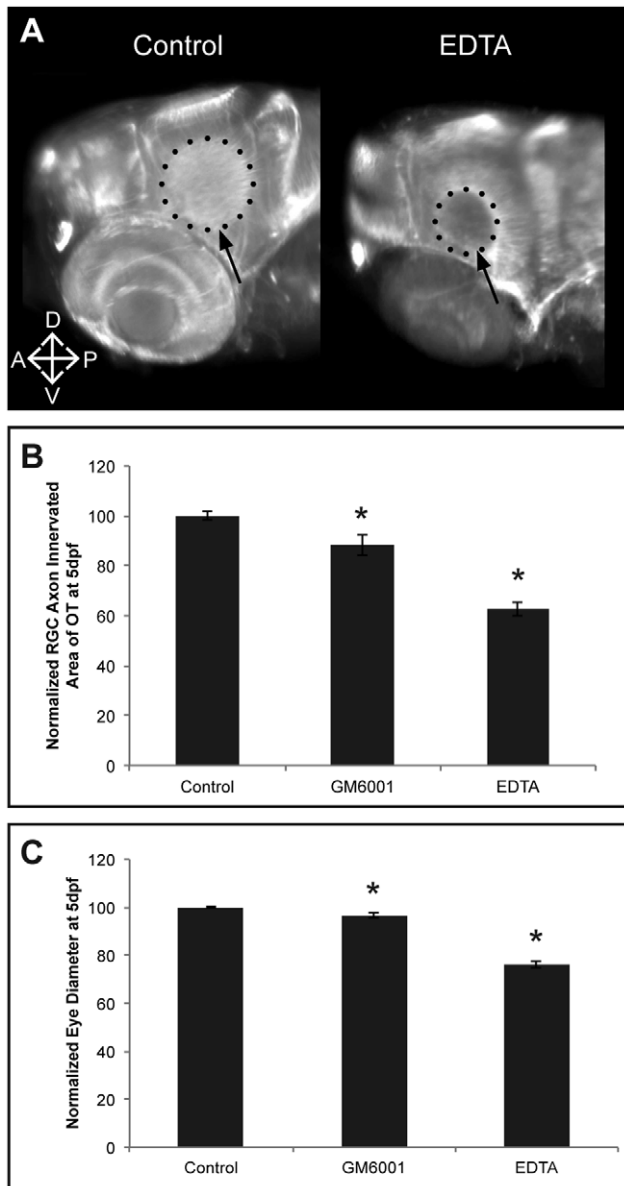 A
Control
EDTA
D
A
P
V
B
Normalized RGC Axon Innervated
Area of OT at 5dpf
120
100
80
60
40
20
0
*
*
Control
GM6001
EDTA
C
Normalized Eye Diameter at 5dpf
120
100
80
60
40
20
0
*
*
Control
GM6001
EDTA